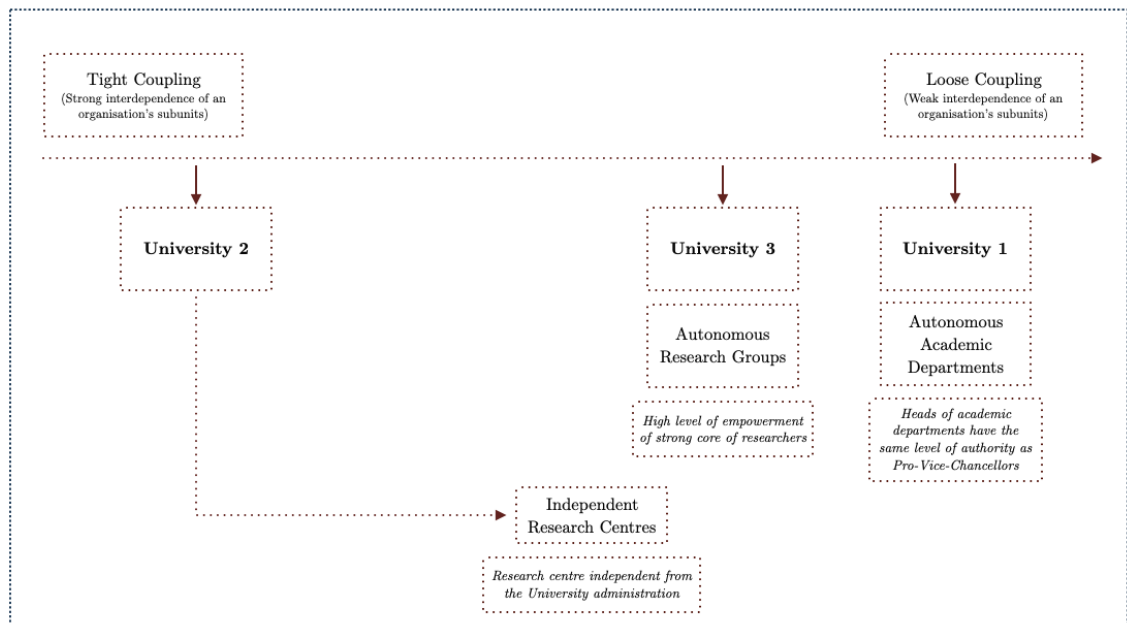 Tight Coupling
(Strong interdependence of an
organisation's subunits)
Loose Coupling
(Weak interdependence of an
organisation's subunits)
University 2
University 3
University 1
Autonomous
Research Groups
Autonomous
Academic
Departments
High level of empowerment
of strong core of researchers
Heads of academic
departments have the
same level of authority as
Pro-Vice-Chancellors
Independent
Research Centres
Research centre independent from
the University administration